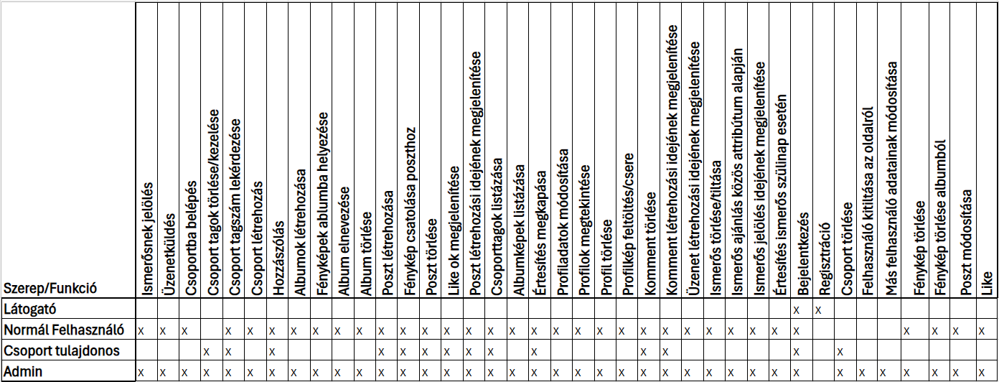 Szerep/Funkció
Ismerősnek jelölés
Üzenetküldés
Csoportba belépés
Csoport tagok törlése/kezelése
Csoport tagszám lekérdezése
Csoport létrehozás
Hozzászólás
Albumok létrehozása
Fényképek ablumba helyezése
Album elnevezése
Album törlése
Poszt létrehozása
Fénykép csatolása poszthoz
Poszt törlése
Like ok megjelenítése
Poszt létrehozási idejének megjelenítése
Csoporttagok listázása
Albumképek listázása
Értesítés megkapása
Profiladatok módosítása
Profilok megtekintése
Profil törlése
Profilkép feltöltés/csere
Komment törlése
Komment létrehozási idejének megjelenítése
Üzenet létrehozási idejének megjelenítése
Ismerős törlése/tiltása
Ismerős ajánlás közös attribútum alapján
Ismerős jelölés idejének megjelenítése
Értesítés ismerős szülinap esetén
Bejelentkezés
Regisztráció
Csoport törlése
Felhasználó kitiltása az oldalról
Más felhasználó adatainak módosítása
Fénykép törlése
Fénykép törlése albumból
Poszt módosítása
Like
Látogató x x
Normál Felhasználó x x x x x x x x x x x x x x x x x x x x x x x x x x x x x x x x x x
Csoport tulajdonos x x x x x x x x x x x x x x
Admin x x x x x x x x x x x x x x x x x x x x x x x x x x x x x x x x x x x x x x